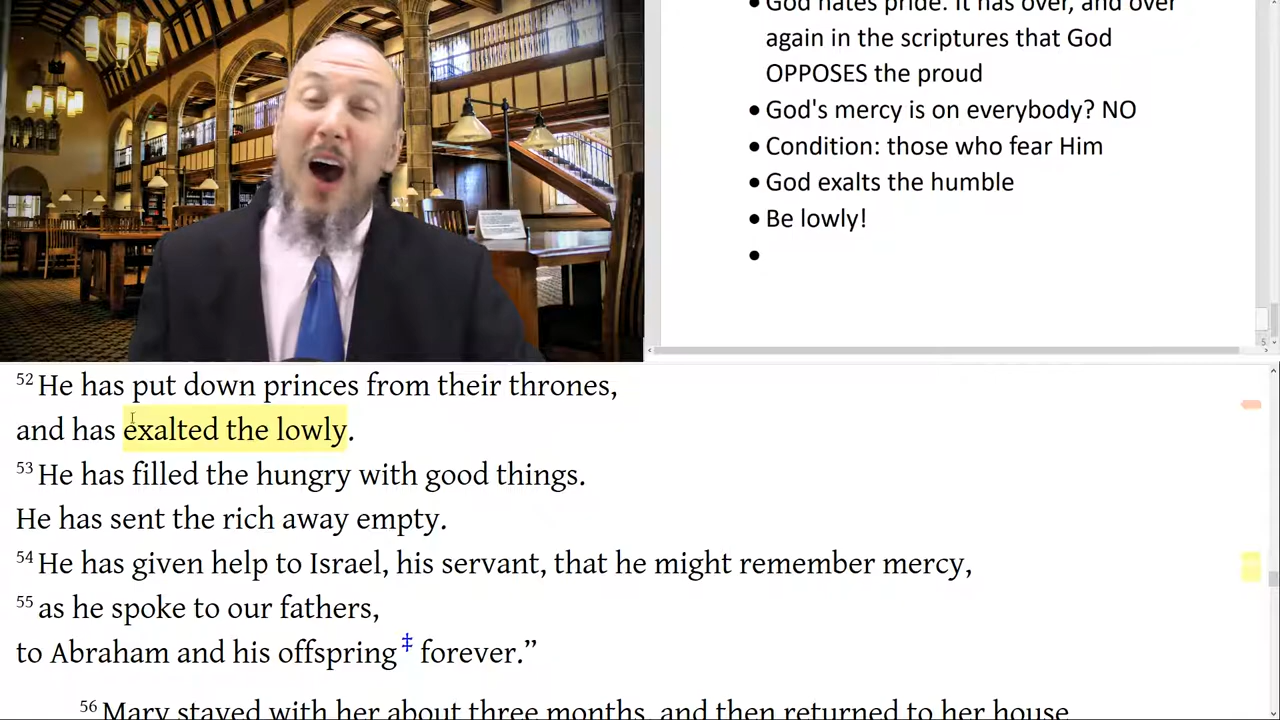 God hates pride. It has over, and over
again in the scriptures that God
OPPOSES the proud
God's mercy is on everybody? NO
Condition: those who fear Him
God exalts the humble
Be lowly!
52 He has put down princes from their thrones,
and has exalted the lowly.
53 He has filled the hungry with good things.
He has sent the rich away empty.
54 He has given help to Israel, his servant, that he might remember mercy,
55 as he spoke to our fathers,
to Abraham and his offspring ‡ forever.”
56 Mary stayed with her about three months, and then returned to her house